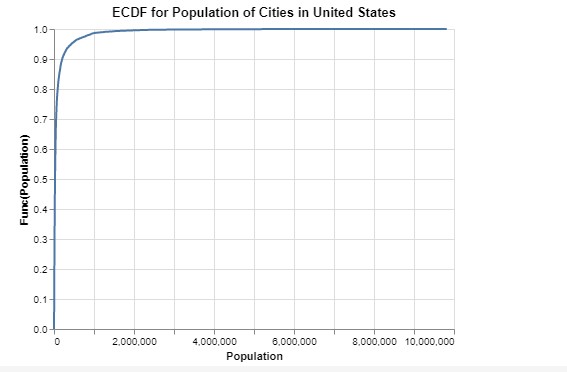 ECDF for Population of Cities in United States
1.0
0.9
0.8
0.7
0.6
0.5
0.4
0.3
0.2
0.1
0.0
Func(Population)
0 2,000,000 4,000,000 6,000,000 8,000,000 10,000,000
Population